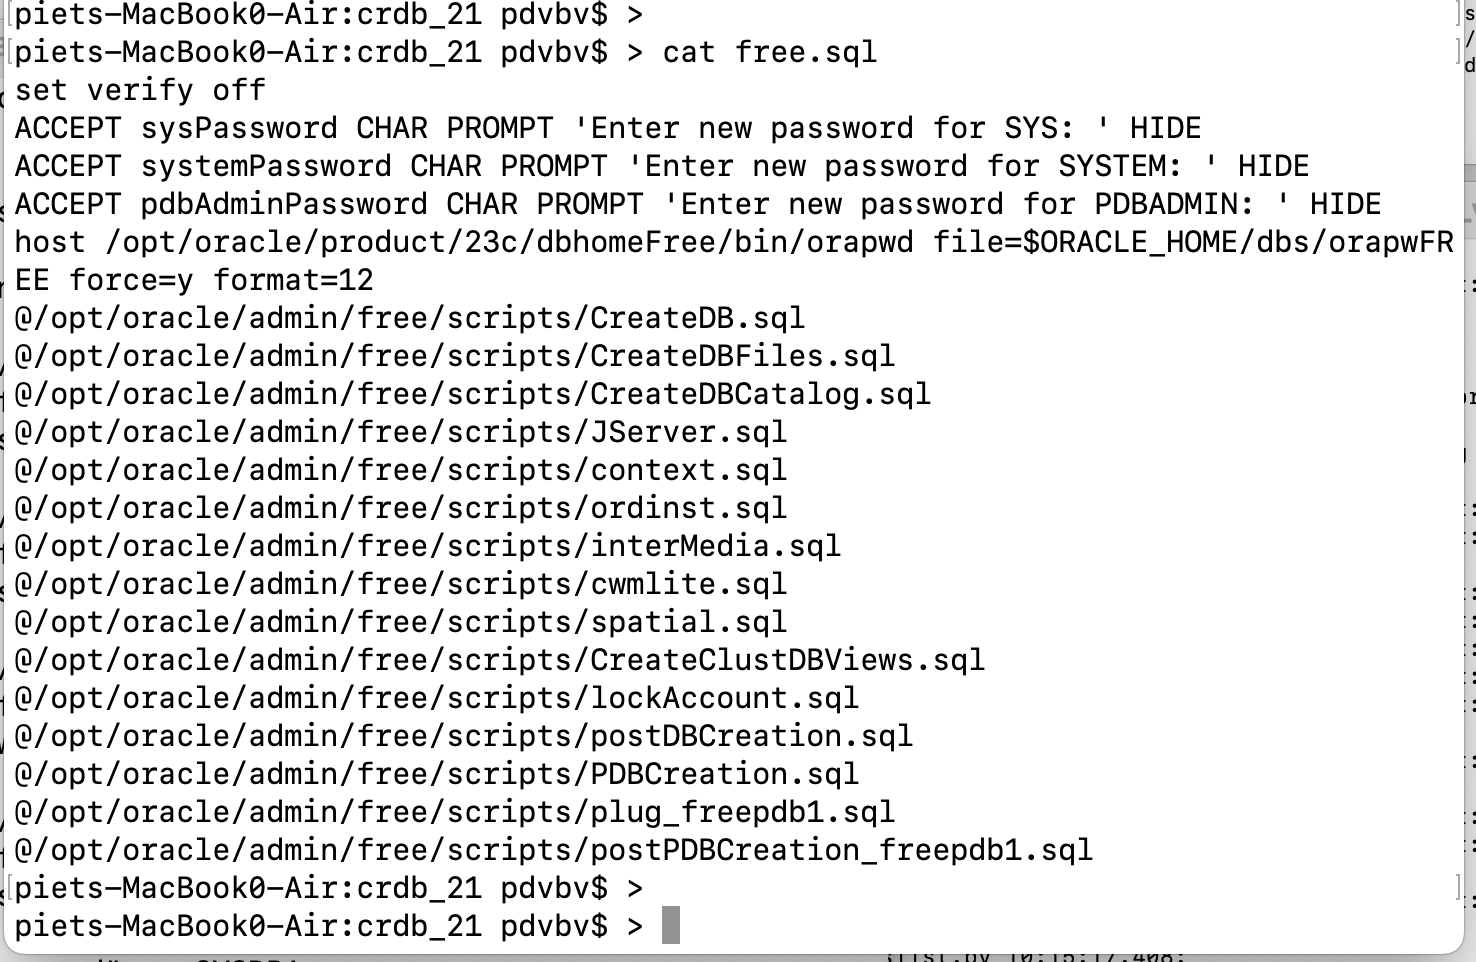 piets-MacBook0-Air:crdb_21 pdvbv$ >
piets-MacBook0-Air:crdb_21 pdvbv$ > cat free.sql
set verify off
ACCEPT sysPassword CHAR PROMPT 'Enter new password for SYS: ' HIDE
ACCEPT systemPassword CHAR PROMPT 'Enter new password for SYSTEM: ' HIDE
ACCEPT pdbAdminPassword CHAR PROMPT 'Enter new password for PDBADMIN: ' HIDE
host /opt/oracle/product/23c/dbhomeFree/bin/orapwd file=$ORACLE_HOME/dbs/orapwFR
EE force=y format=12
@/opt/oracle/admin/free/scripts/CreateDB.sql
@/opt/oracle/admin/free/scripts/CreateDBFiles.sql
@/opt/oracle/admin/free/scripts/CreateDBCatalog.sql
@/opt/oracle/admin/free/scripts/JServer.sql
@/opt/oracle/admin/free/scripts/context.sql
@/opt/oracle/admin/free/scripts/ordinst.sql
@/opt/oracle/admin/free/scripts/interMedia.sql
@/opt/oracle/admin/free/scripts/cwmlite.sql
@/opt/oracle/admin/free/scripts/spatial.sql
@/opt/oracle/admin/free/scripts/CreateClustDBViews.sql
@/opt/oracle/admin/free/scripts/lockAccount.sql
@/opt/oracle/admin/free/scripts/postDBCreation.sql
@/opt/oracle/admin/free/scripts/PDBCreation.sql
@/opt/oracle/admin/free/scripts/plug_freepdb1.sql
@/opt/oracle/admin/free/scripts/postPDBCreation_freepdb1.sql
piets-MacBook0-Air:crdb_21 pdvbv$ >
piets-MacBook0-Air:crdb_21 pdvbv$ >